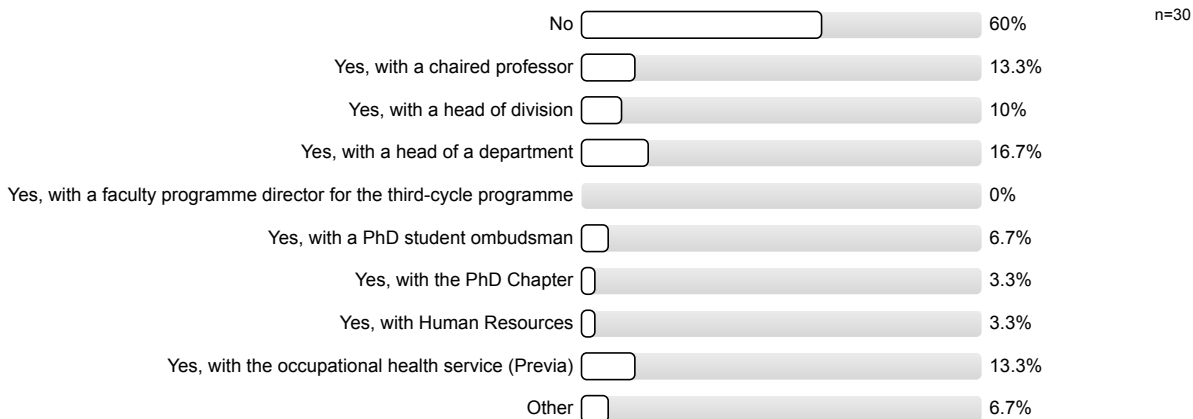 No 60% n=30
Yes, with a chaired professor 13.3%
Yes, with a head of division 10%
Yes, with a head of a department 16.7%
Yes, with a faculty programme director for the third-cycle programme 0%
Yes, with a PhD student ombudsman 6.7%
Yes, with the PhD Chapter 3.3%
Yes, with Human Resources 3.3%
Yes, with the occupational health service (Previa) 13.3%
Other 6.7%